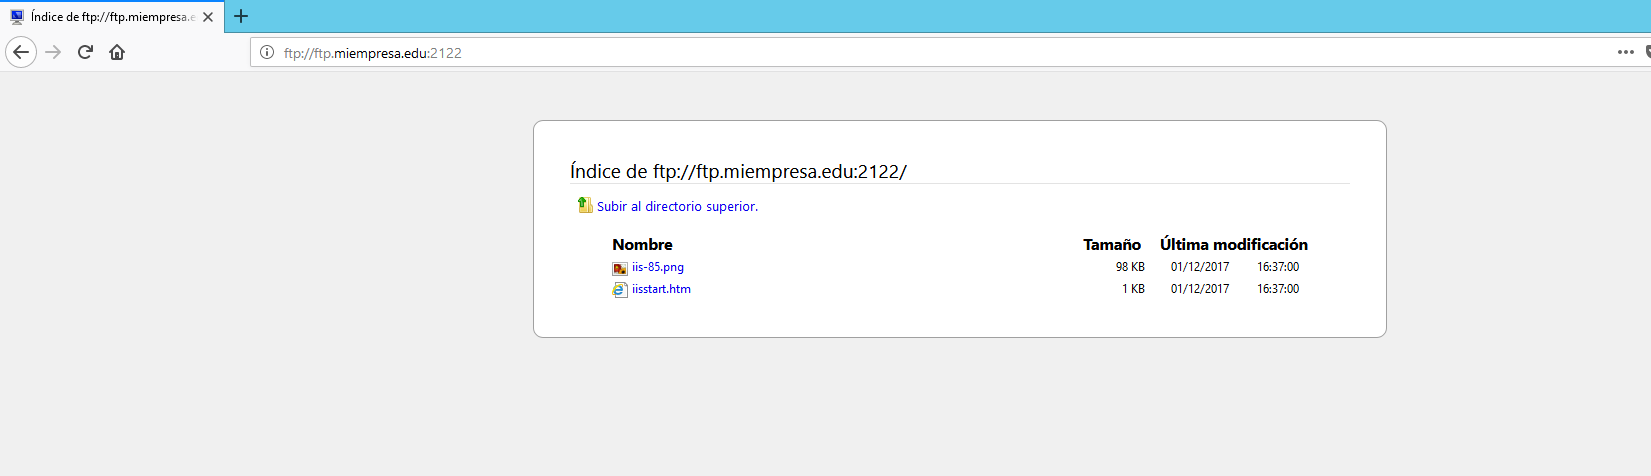 Índice de ftp://ftp.miempresa.e
ftp://ftp.miempresa.edu:2122
Índice de ftp://ftp.miempresa.edu:2122/
Subir al directorio superior.
Nombre Tamaño Última modificación
iis-85.png 98 KB 01/12/2017 16:37:00
iisstart.htm 1 KB 01/12/2017 16:37:00